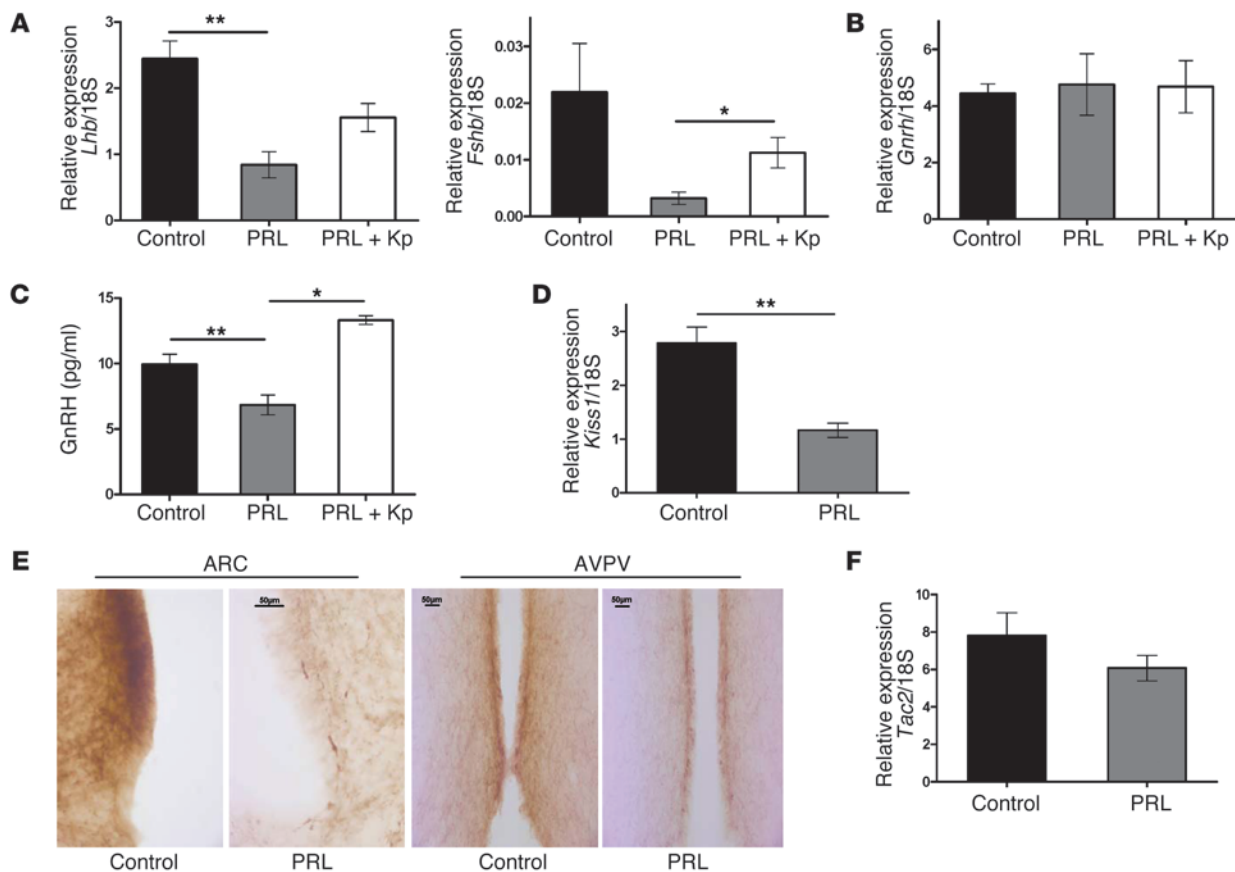 A
Relative expression
Lhb/18S
3
2
1
0
**
Control
PRL
PRL + Kp
Relative expression
Fshb/18S
0.03
0.02
0.01
0.00
*
Control
PRL
PRL + Kp
B
Relative expression
Gnrh/18S
6
4
2
0
Control
PRL
PRL + Kp
C
GnRH (pg/ml)
15
10
5
0
**
*
Control
PRL
PRL + Kp
D
Relative expression
Kiss1/18S
3
2
1
0
**
Control
PRL
E
ARC
AVPV
50µm
50µm
50µm
Control
PRL
Control
PRL
F
Relative expression
Tac2/18S
10
8
6
4
2
0
Control
PRL